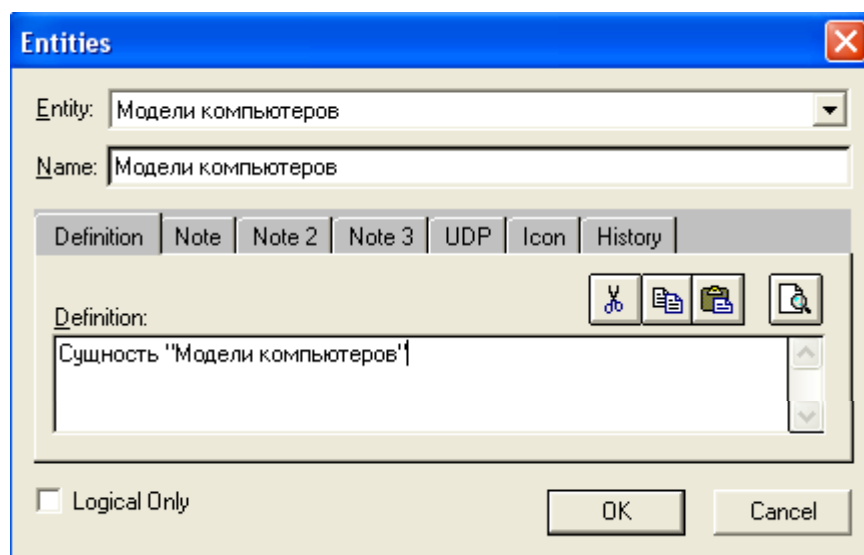 Entities
Entity: Модели компьютеров
Name: Модели компьютеров
Definition Note Note 2 Note 3 UDP Icon History
Definition:
Сущность "Модели компьютеров"
Logical Only OK Cancel